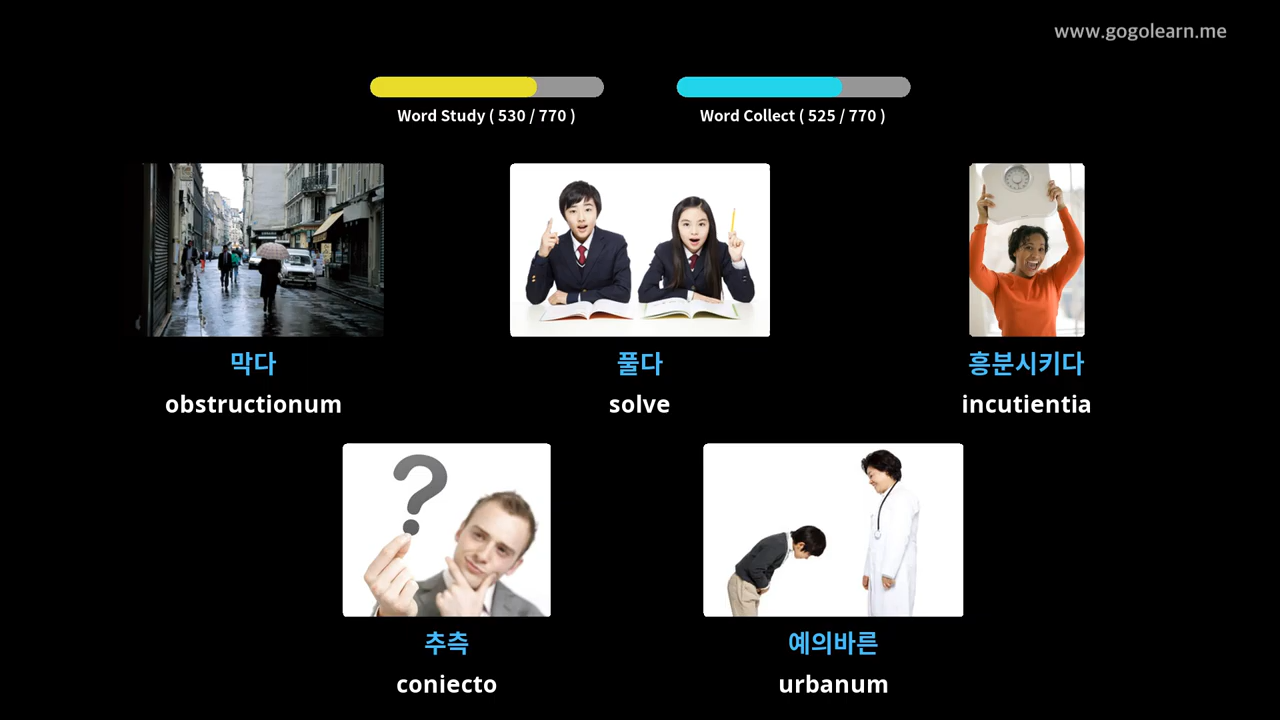 www.gogolearn.me
Word Study ( 530 / 770 )
Word Collect ( 525 / 770 )
막다
풀다
흥분시키다
obstructionum
solve
incutientia
추측
예의바른
coniecto
urbanum